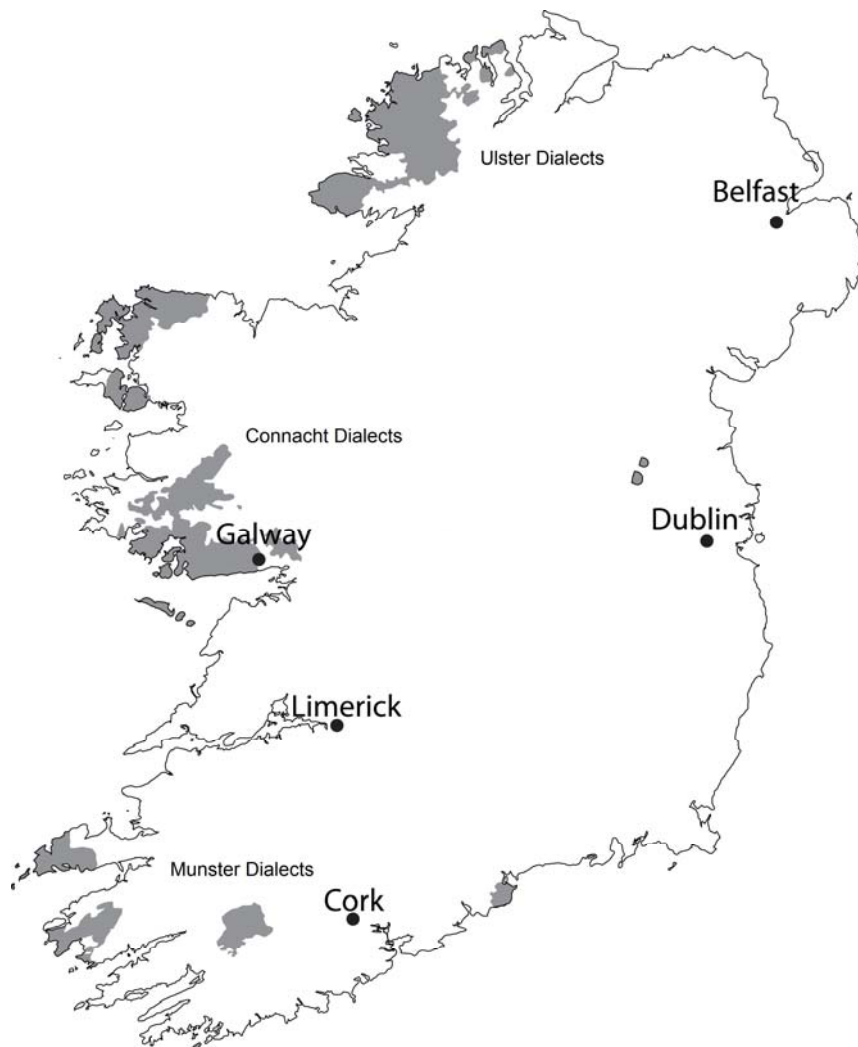 Ulster Dialects
Belfast
Connacht Dialects
Galway
Dublin
Limerick
Munster Dialects
Cork